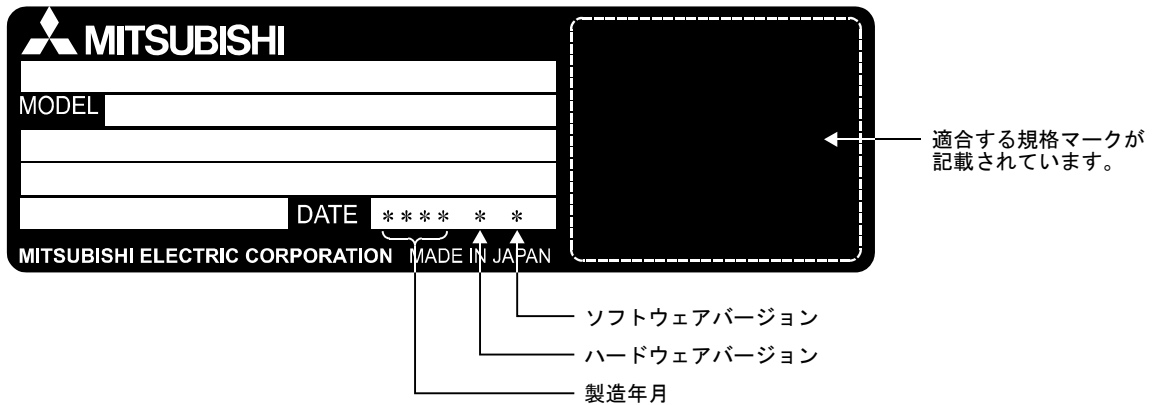 MITSUBISHI
MODEL
適合する規格マークが
記載されています。
DATE **** * *
MITSUBISHI ELECTRIC CORPORATION MADE IN JAPAN
ソフトウェアバージョン
ハードウェアバージョン
製造年月